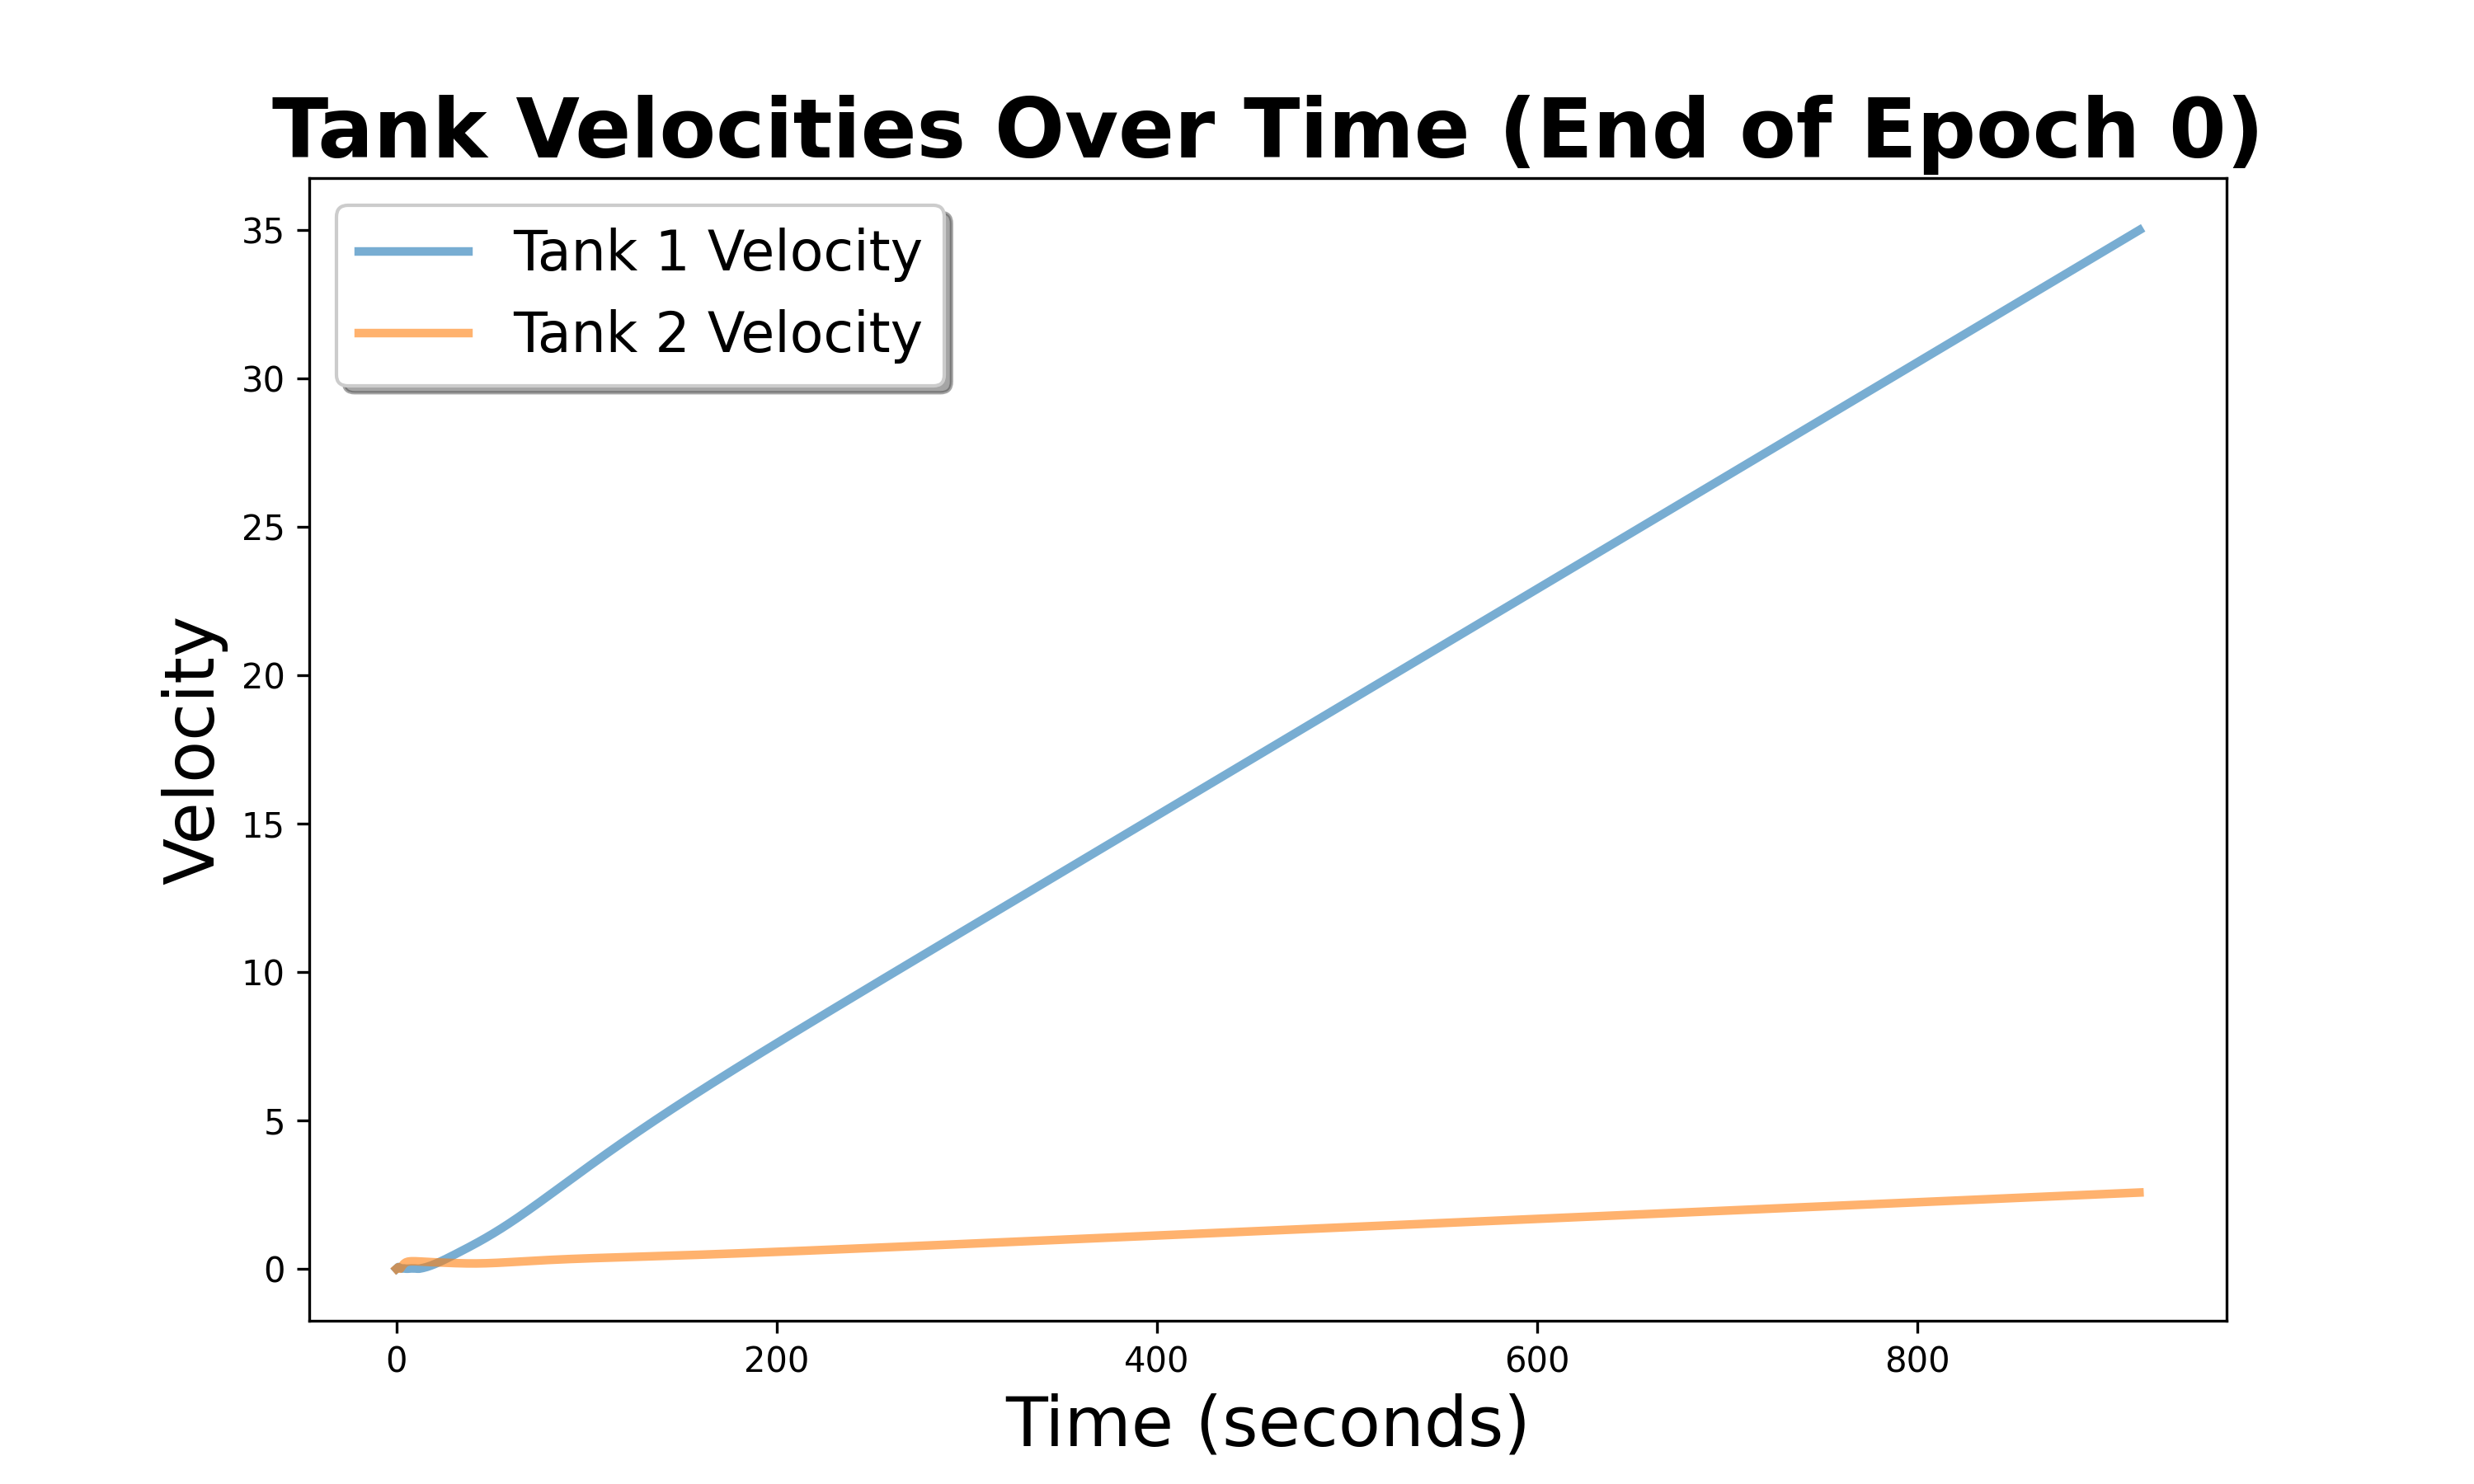 Tank Velocities Over Time (End of Epoch 0)
Tank 1 Velocity
Tank 2 Velocity
Velocity
35
30
25
20
15
10
5
0
0 200 400 600 800
Time (seconds)